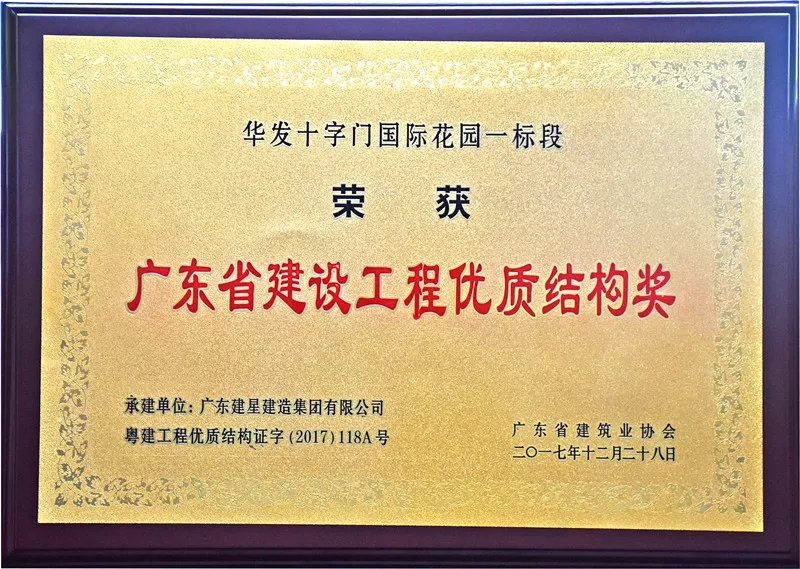 华发十字门国际花园一标段
荣 获
广东省建设工程优质结构奖
承建单位：广东建星建造集团有限公司
粤建工程优质结构证字(2017)118A号
广东省建筑业协会
二〇一七年十二月二十八日